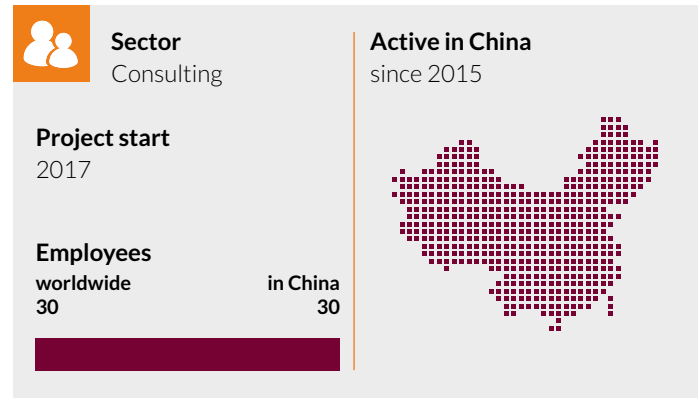 Sector
Consulting
Project start
2017
Employees
worldwide in China
30 30
Active in China
since 2015